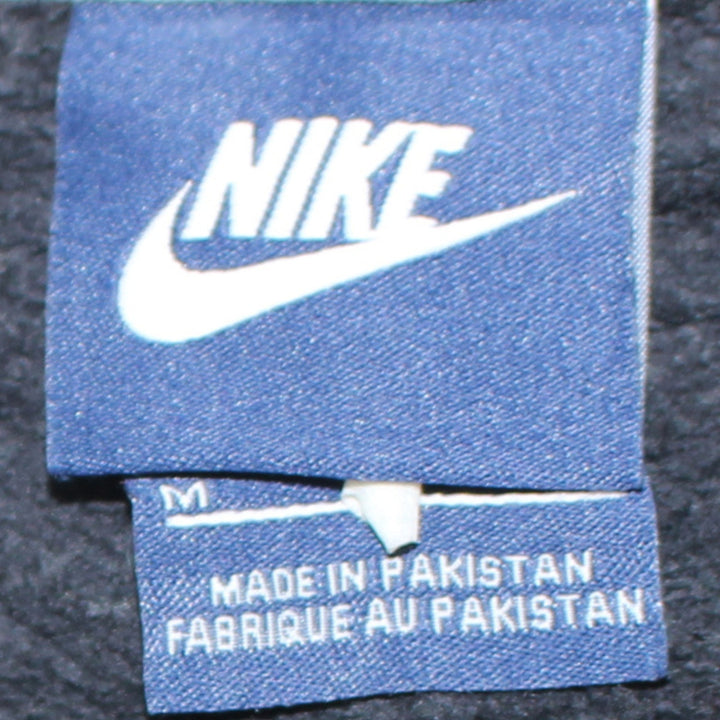 NIKE
M
MADE IN PAKISTAN
FABRIQUE AU PAKISTAN